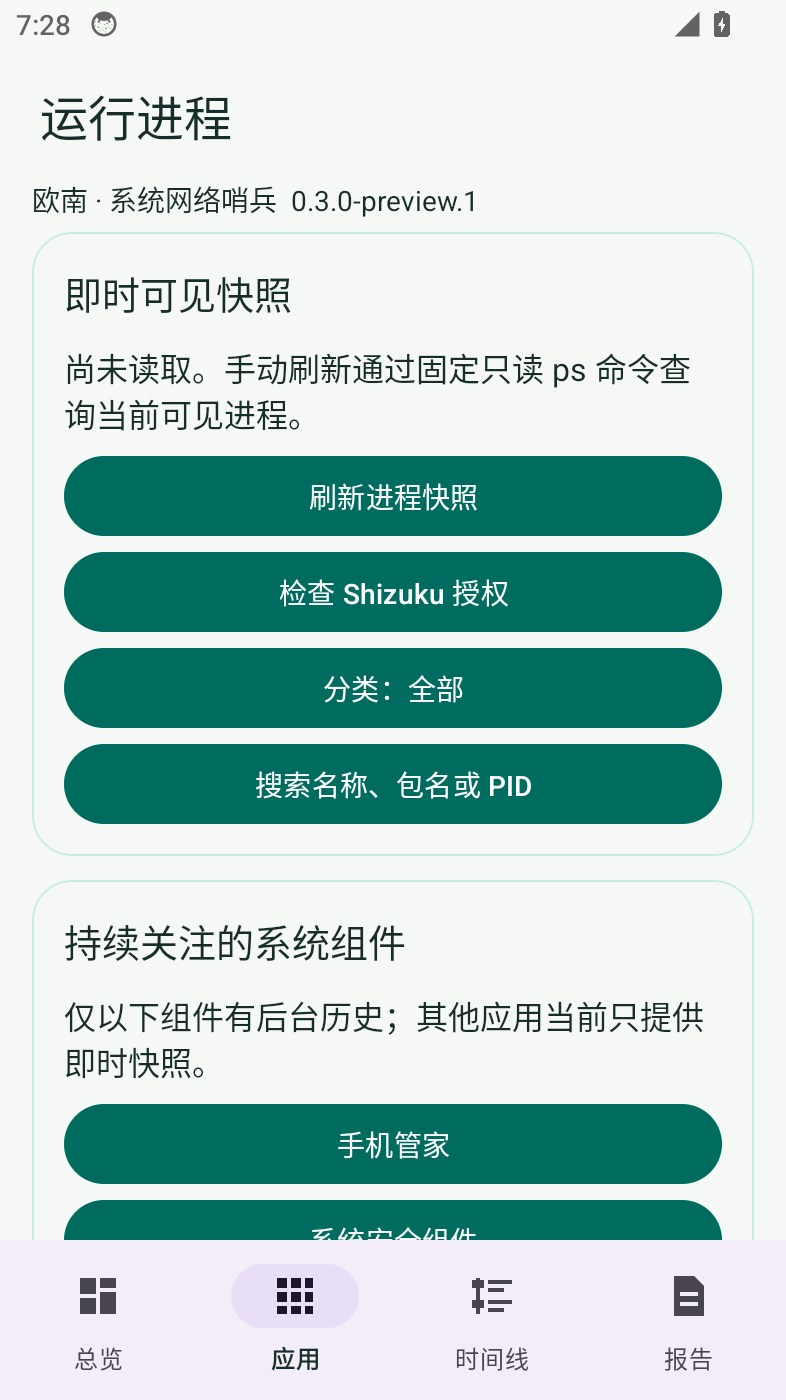 7:28
运行进程
欧南 · 系统网络哨兵 0.3.0-preview.1
即时可见快照
尚未读取。手动刷新通过固定只读 ps 命令查
询当前可见进程。
刷新进程快照
检查 Shizuku 授权
分类：全部
搜索名称、包名或 PID
持续关注的系统组件
仅以下组件有后台历史；其他应用当前只提供
即时快照。
手机管家
系统安全组件
总览
应用
时间线
报告